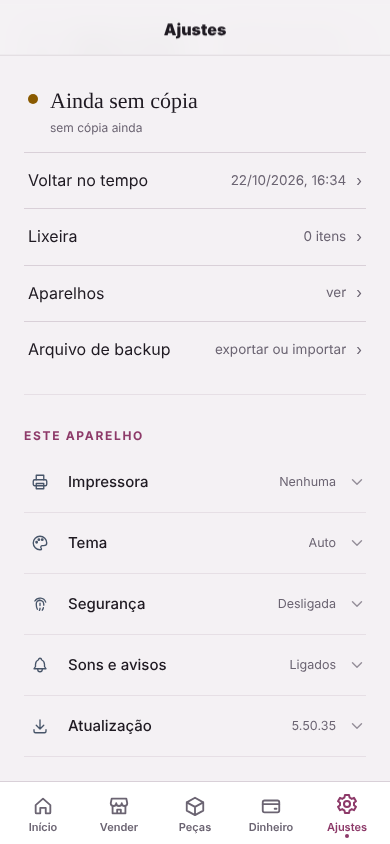 Ajustes
Ainda sem cópia
sem cópia ainda
Voltar no tempo 22/10/2026, 16:34 ›
Lixeira 0 itens ›
Aparelhos ver ›
Arquivo de backup exportar ou importar ›
ESTE APARELHO
Impressora Nenhuma
Tema Auto
Segurança Desligada
Sons e avisos Ligados
Atualização 5.50.35
Início Vender Peças Dinheiro Ajustes